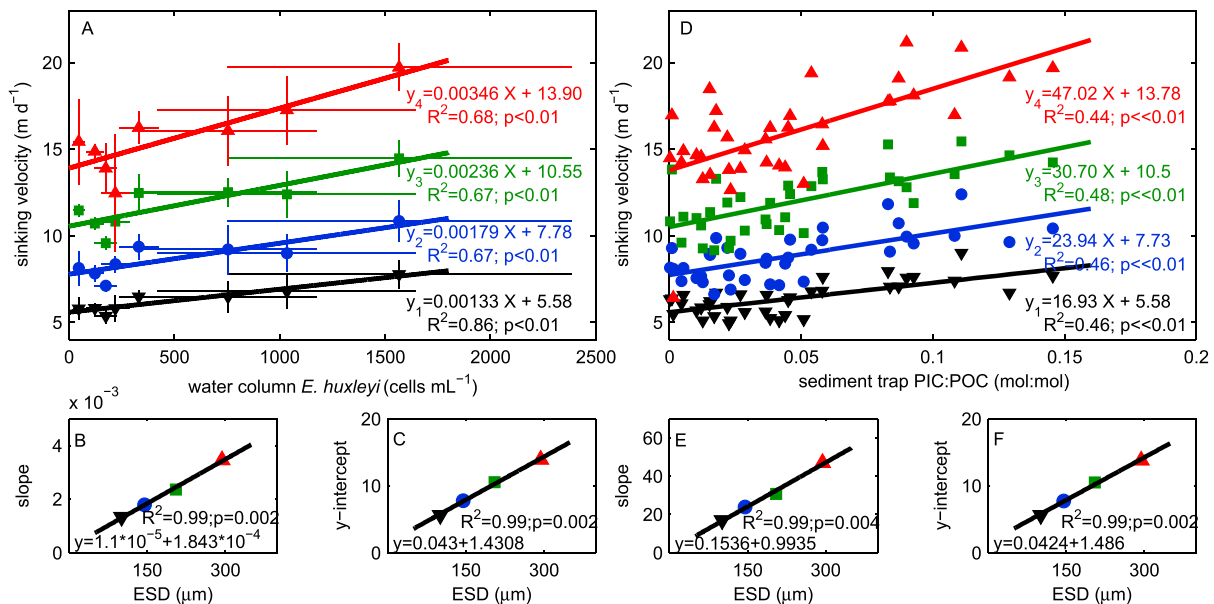 A
sinking velocity (m d⁻¹)
20
15
10
5
y₄=0.00346 X + 13.90
R²=0.68; p<0.01
y₃=0.00236 X + 10.55
R²=0.67; p<0.01
y₂=0.00179 X + 7.78
R²=0.67; p<0.01
y₁=0.00133 X + 5.58
R²=0.86; p<0.01
0 500 1000 1500 2000 2500
water column E. huxleyi (cells mL⁻¹)
D
sinking velocity (m d⁻¹)
20
15
10
5
y₄=47.02 X + 13.78
R²=0.44; p<<0.01
y₃=30.70 X + 10.5
R²=0.48; p<<0.01
y₂=23.94 X + 7.73
R²=0.46; p<<0.01
y₁=16.93 X + 5.58
R²=0.46; p<<0.01
0 0.05 0.1 0.15 0.2
sediment trap PIC:POC (mol:mol)
x 10⁻³
B
slope
4
2
0
R²=0.99;p=0.002
y=1.1*10⁻⁵+1.843*10⁻⁴
150 300
ESD (μm)
C
y-intercept
20
10
0
R²=0.99;p=0.002
y=0.043+1.4308
150 300
ESD (μm)
E
slope
60
40
20
0
R²=0.99;p=0.004
y=0.1536+0.9935
150 300
ESD (μm)
F
y-intercept
20
10
0
R²=0.99;p=0.002
y=0.0424+1.486
150 300
ESD (μm)